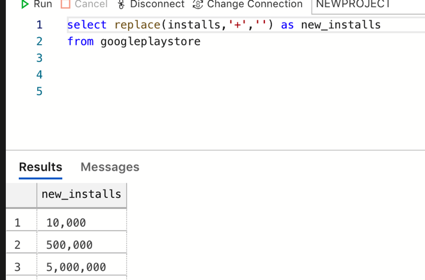 Run Cancel Disconnect Change Connection NEWPROJECT
1 select replace(installs,'+','') as new_installs
2 from googleplaystore
3
4
5
Results Messages
new_installs
1 10,000
2 500,000
3 5,000,000